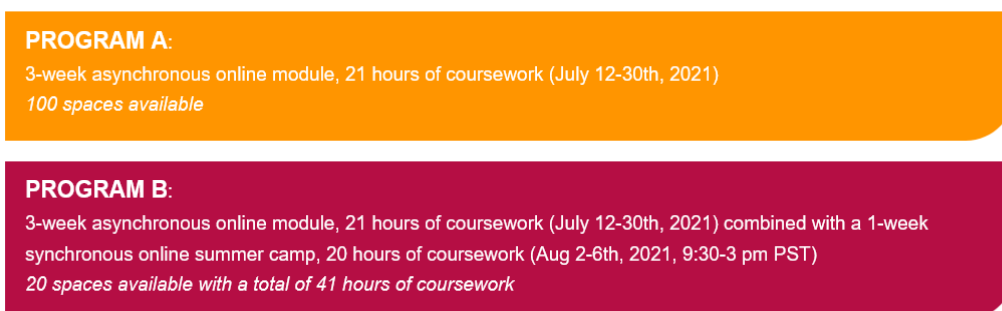 PROGRAM A:
3-week asynchronous online module, 21 hours of coursework (July 12-30th, 2021)
100 spaces available
PROGRAM B:
3-week asynchronous online module, 21 hours of coursework (July 12-30th, 2021) combined with a 1-week
synchronous online summer camp, 20 hours of coursework (Aug 2-6th, 2021, 9:30-3 pm PST)
20 spaces available with a total of 41 hours of coursework